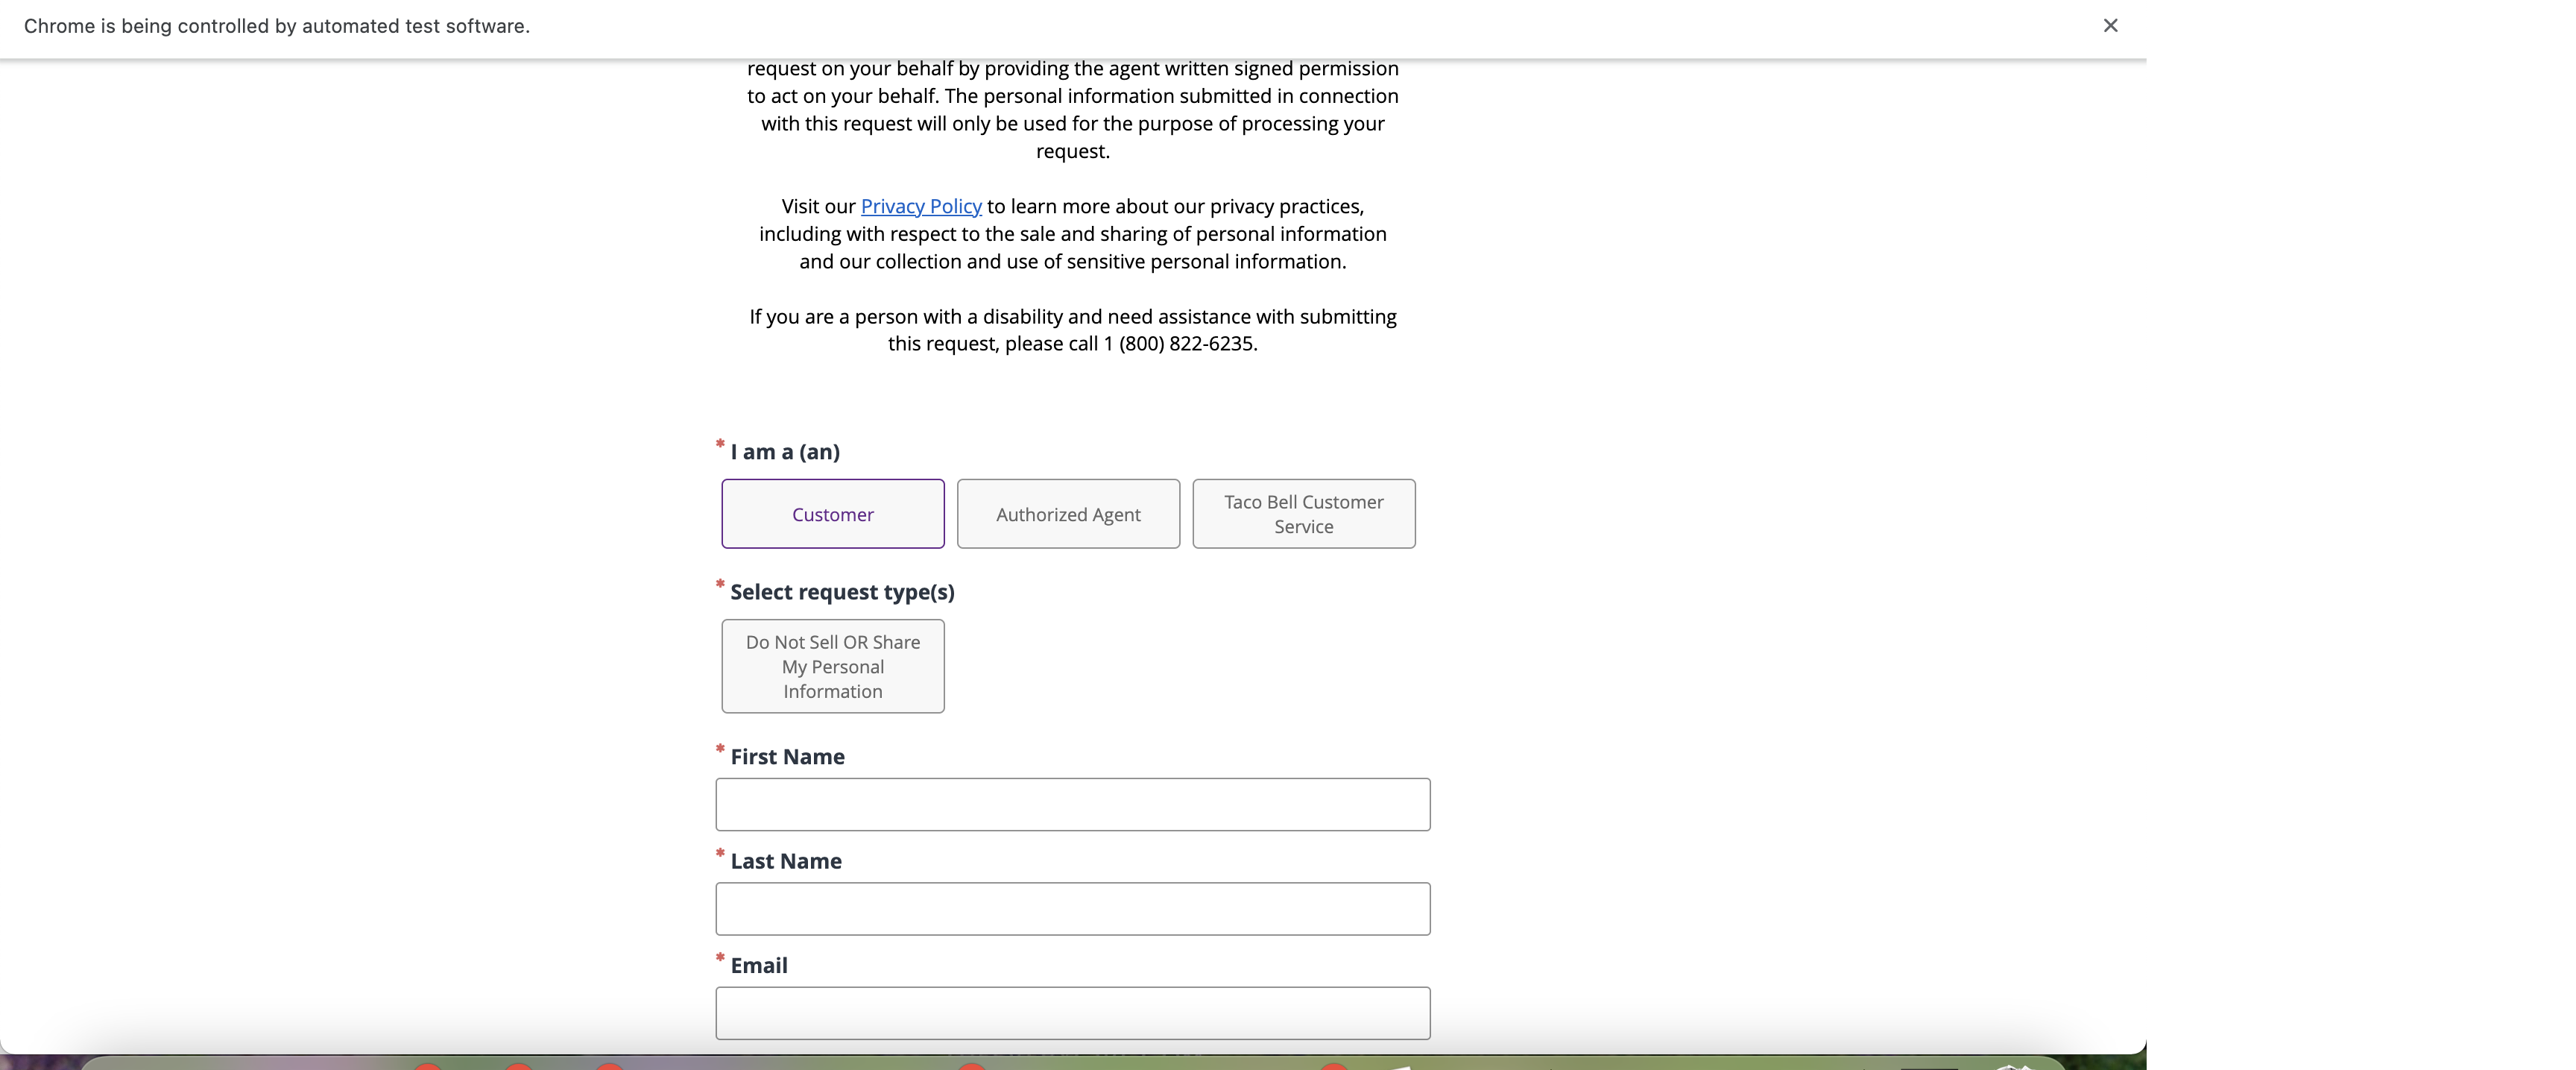 Chrome is being controlled by automated test software.
request on your behalf by providing the agent written signed permission
to act on your behalf. The personal information submitted in connection
with this request will only be used for the purpose of processing your
request.
Visit our Privacy Policy to learn more about our privacy practices,
including with respect to the sale and sharing of personal information
and our collection and use of sensitive personal information.
If you are a person with a disability and need assistance with submitting
this request, please call 1 (800) 822-6235.
* I am a (an)
Customer
Authorized Agent
Taco Bell Customer
Service
* Select request type(s)
Do Not Sell OR Share
My Personal
Information
* First Name
* Last Name
* Email